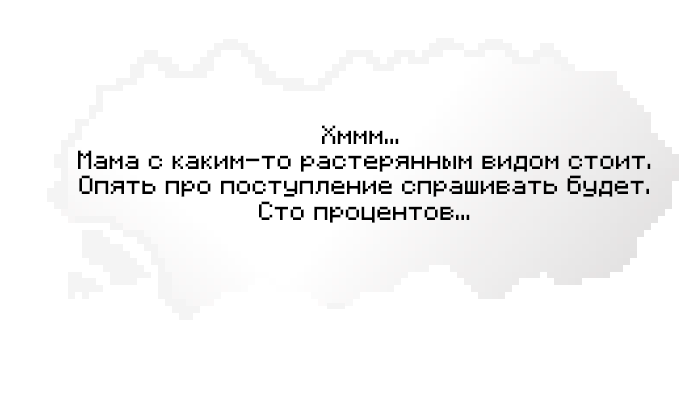 Хммм...
Мама с каким-то растерянным видом стоит.
Опять про поступление спрашивать будет.
Сто процентов...